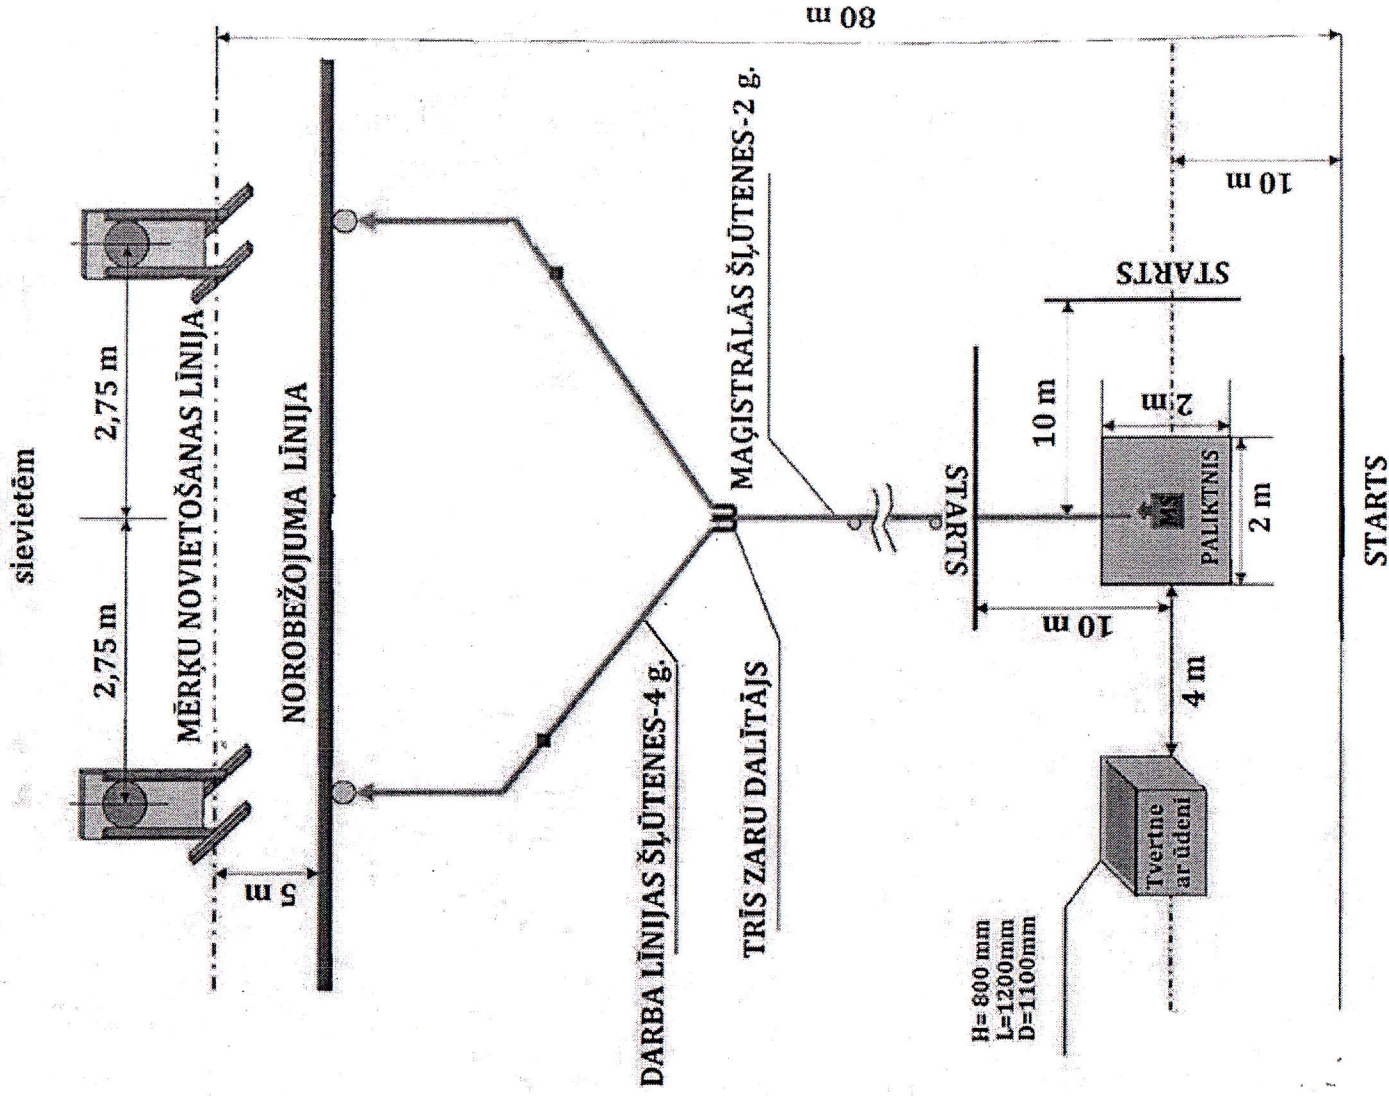 sievietēm
80 m
2,75 m
2,75 m
MĒRĶU NOVIETOŠANAS LĪNIJA
5 m
NOROBEŽOJUMA LĪNIJA
MAĢISTRĀLĀS ŠĻŪTENES-2 g.
DARBA LĪNIJAS ŠĻŪTENES-4 g.
TRĪS ZARU DALĪTĀJS
STARTS
10 m
STARTS
10 m
10 m
2 m
MS
PALIKTNIS
2 m
4 m
Tvertne
ar ūdeni
H= 800 mm
L=1200mm
D=1100mm
STARTS